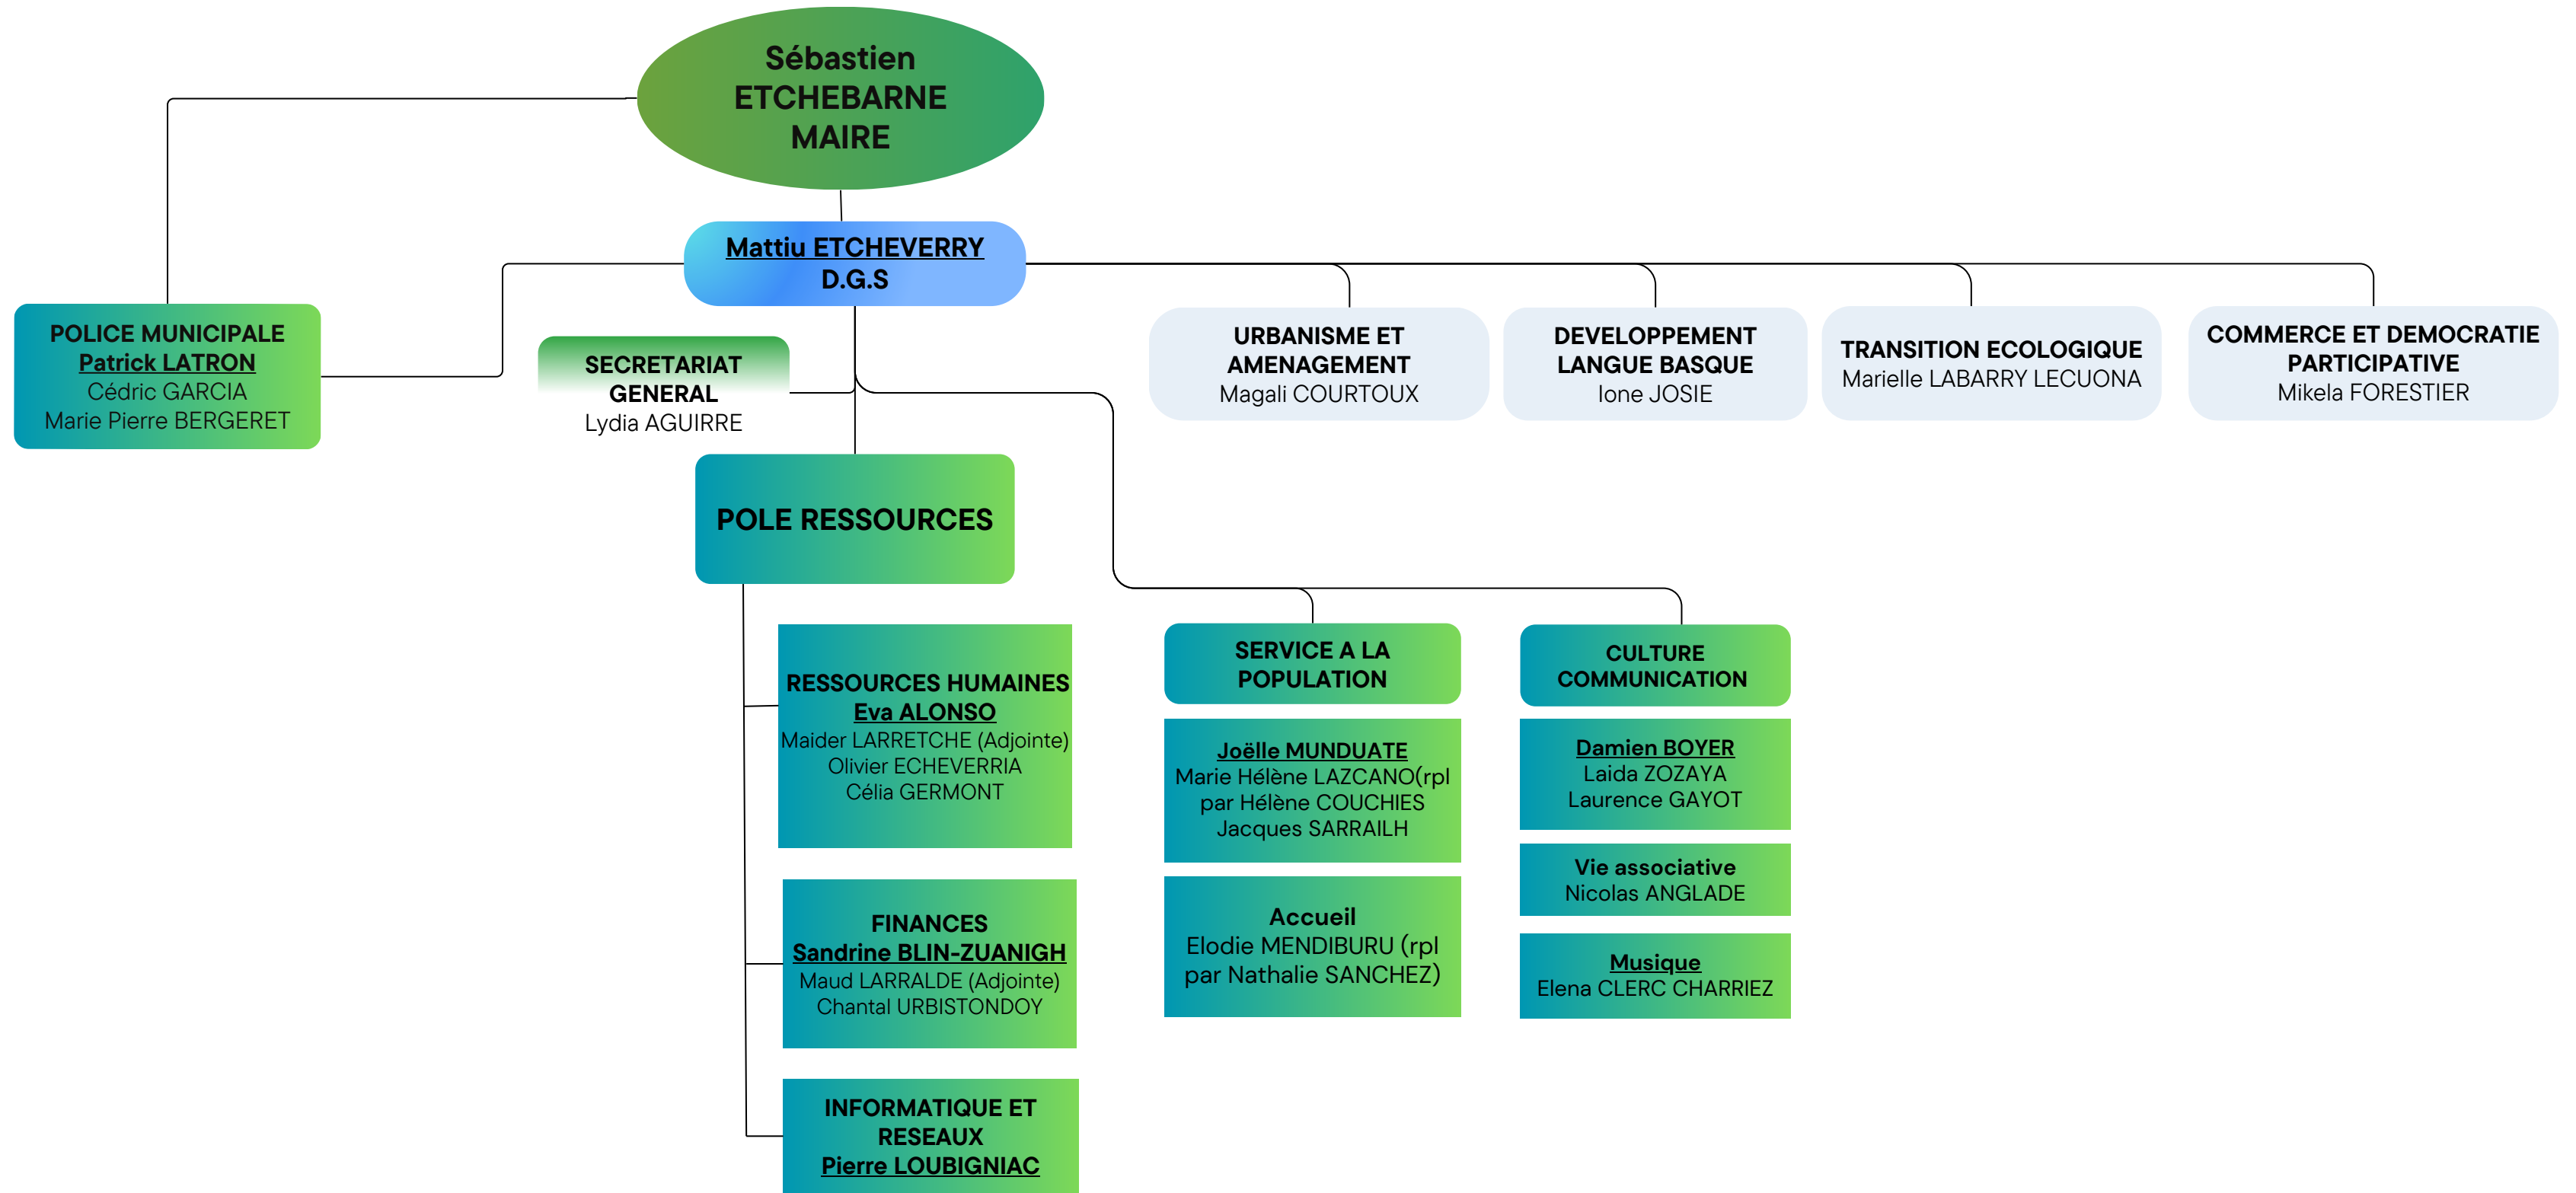 Sébastien
ETCHEBARNE
MAIRE
Mattiu ETCHEVERRY
D.G.S
POLICE MUNICIPALE
Patrick LATRON
Cédric GARCIA
Marie Pierre BERGERET
SECRETARIAT
GENERAL
Lydia AGUIRRE
URBANISME ET
AMENAGEMENT
Magali COURTOUX
DEVELOPPEMENT
LANGUE BASQUE
Ione JOSIE
TRANSITION ECOLOGIQUE
Marielle LABARRY LECUONA
COMMERCE ET DEMOCRATIE
PARTICIPATIVE
Mikela FORESTIER
POLE RESSOURCES
RESSOURCES HUMAINES
Eva ALONSO
Maider LARRETCHE (Adjointe)
Olivier ECHEVERRIA
Célia GERMONT
FINANCES
Sandrine BLIN-ZUANIGH
Maud LARRALDE (Adjointe)
Chantal URBISTONDOY
INFORMATIQUE ET
RESEAUX
Pierre LOUBIGNIAC
SERVICE A LA
POPULATION
Joëlle MUNDUATE
Marie Hélène LAZCANO(rpl
par Hélène COUCHIES
Jacques SARRAILH
Accueil
Elodie MENDIBURU (rpl
par Nathalie SANCHEZ)
CULTURE
COMMUNICATION
Damien BOYER
Laida ZOZAYA
Laurence GAYOT
Vie associative
Nicolas ANGLADE
Musique
Elena CLERC CHARRIEZ